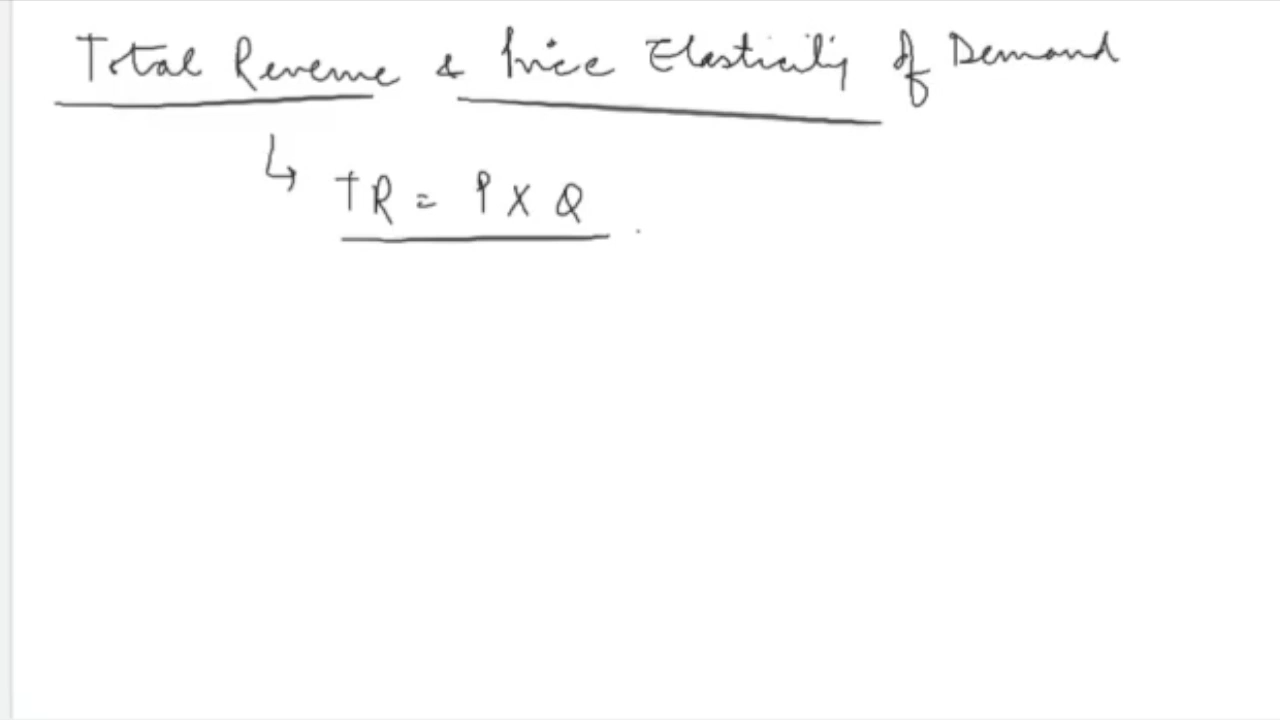 Total Revenue & Price Elasticity of Demand
↳ TR = P X Q